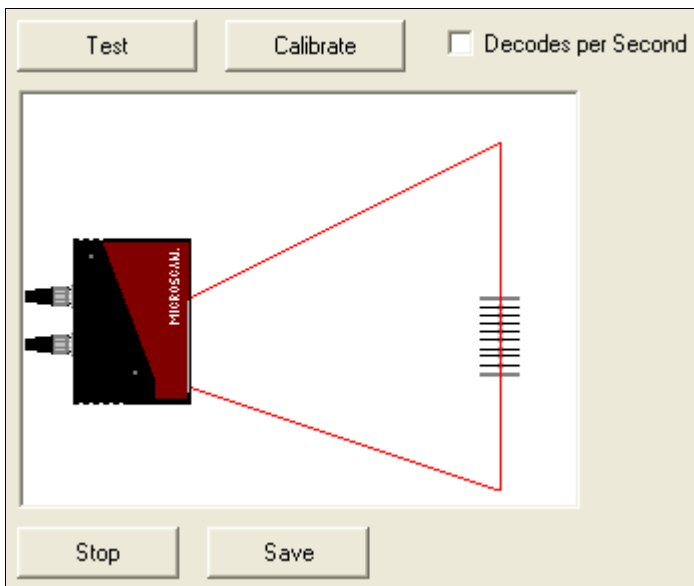 Test
Calibrate
Decodes per Second
MICROSCAN.
Stop
Save